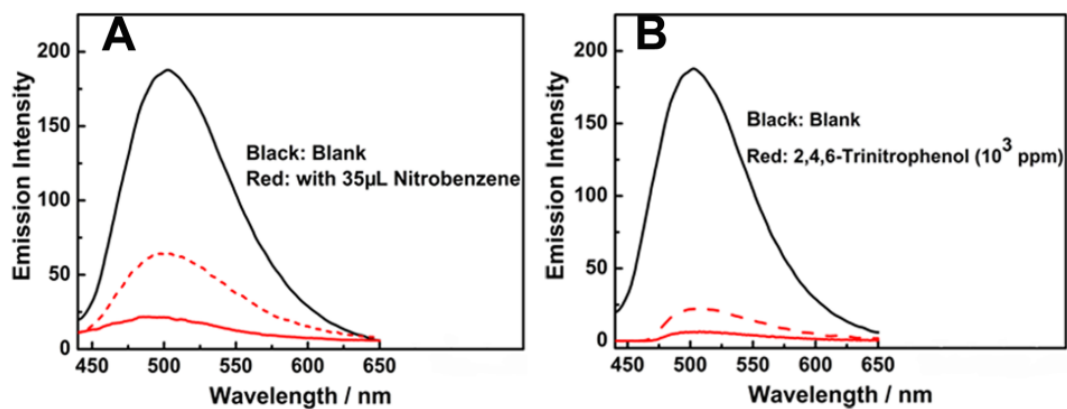 A
200
150
100
50
0
Emission Intensity
Black: Blank
Red: with 35μL Nitrobenzene
450 500 550 600 650
Wavelength / nm
B
200
150
100
50
0
Emission Intensity
Black: Blank
Red: 2,4,6-Trinitrophenol (10³ ppm)
450 500 550 600 650
Wavelength / nm